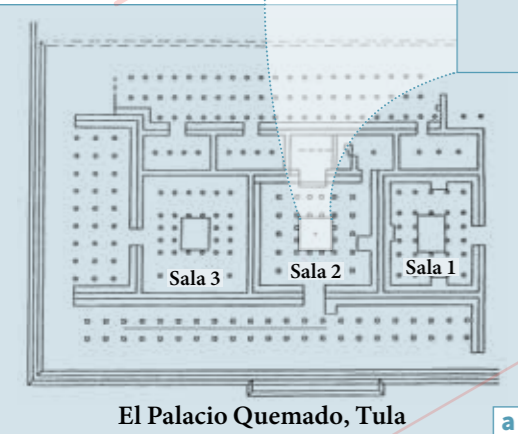 Sala 3
Sala 2
Sala 1
El Palacio Quemado, Tula
a